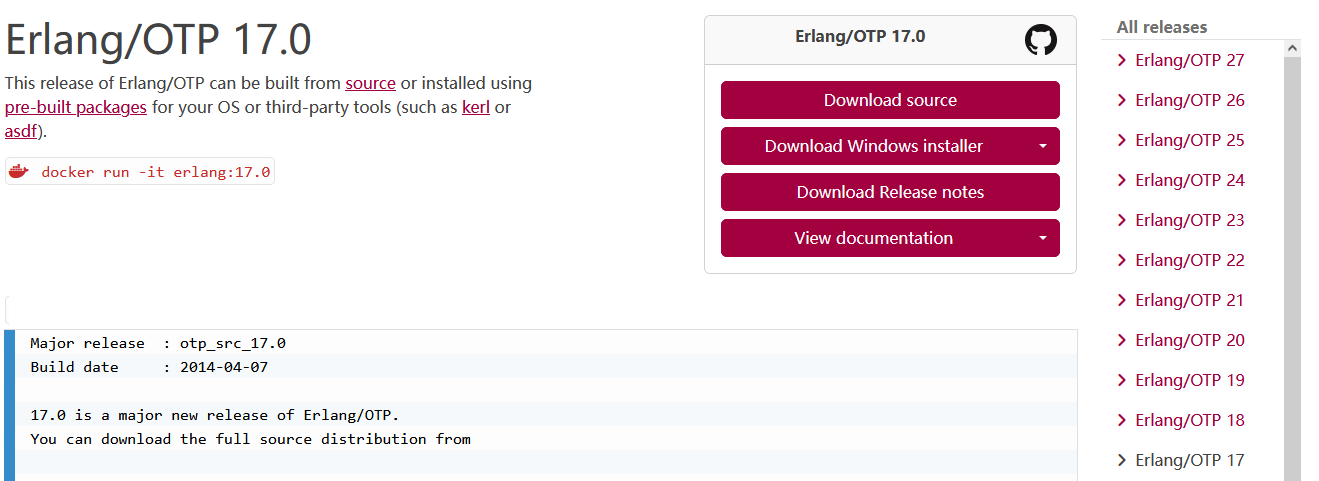 Erlang/OTP 17.0
This release of Erlang/OTP can be built from source or installed using
pre-built packages for your OS or third-party tools (such as kerl or
asdf).
docker run -it erlang:17.0
Erlang/OTP 17.0
Download source
Download Windows installer
Download Release notes
View documentation
Major release  : otp_src_17.0
Build date     : 2014-04-07
17.0 is a major new release of Erlang/OTP.
You can download the full source distribution from
All releases
Erlang/OTP 27
Erlang/OTP 26
Erlang/OTP 25
Erlang/OTP 24
Erlang/OTP 23
Erlang/OTP 22
Erlang/OTP 21
Erlang/OTP 20
Erlang/OTP 19
Erlang/OTP 18
Erlang/OTP 17